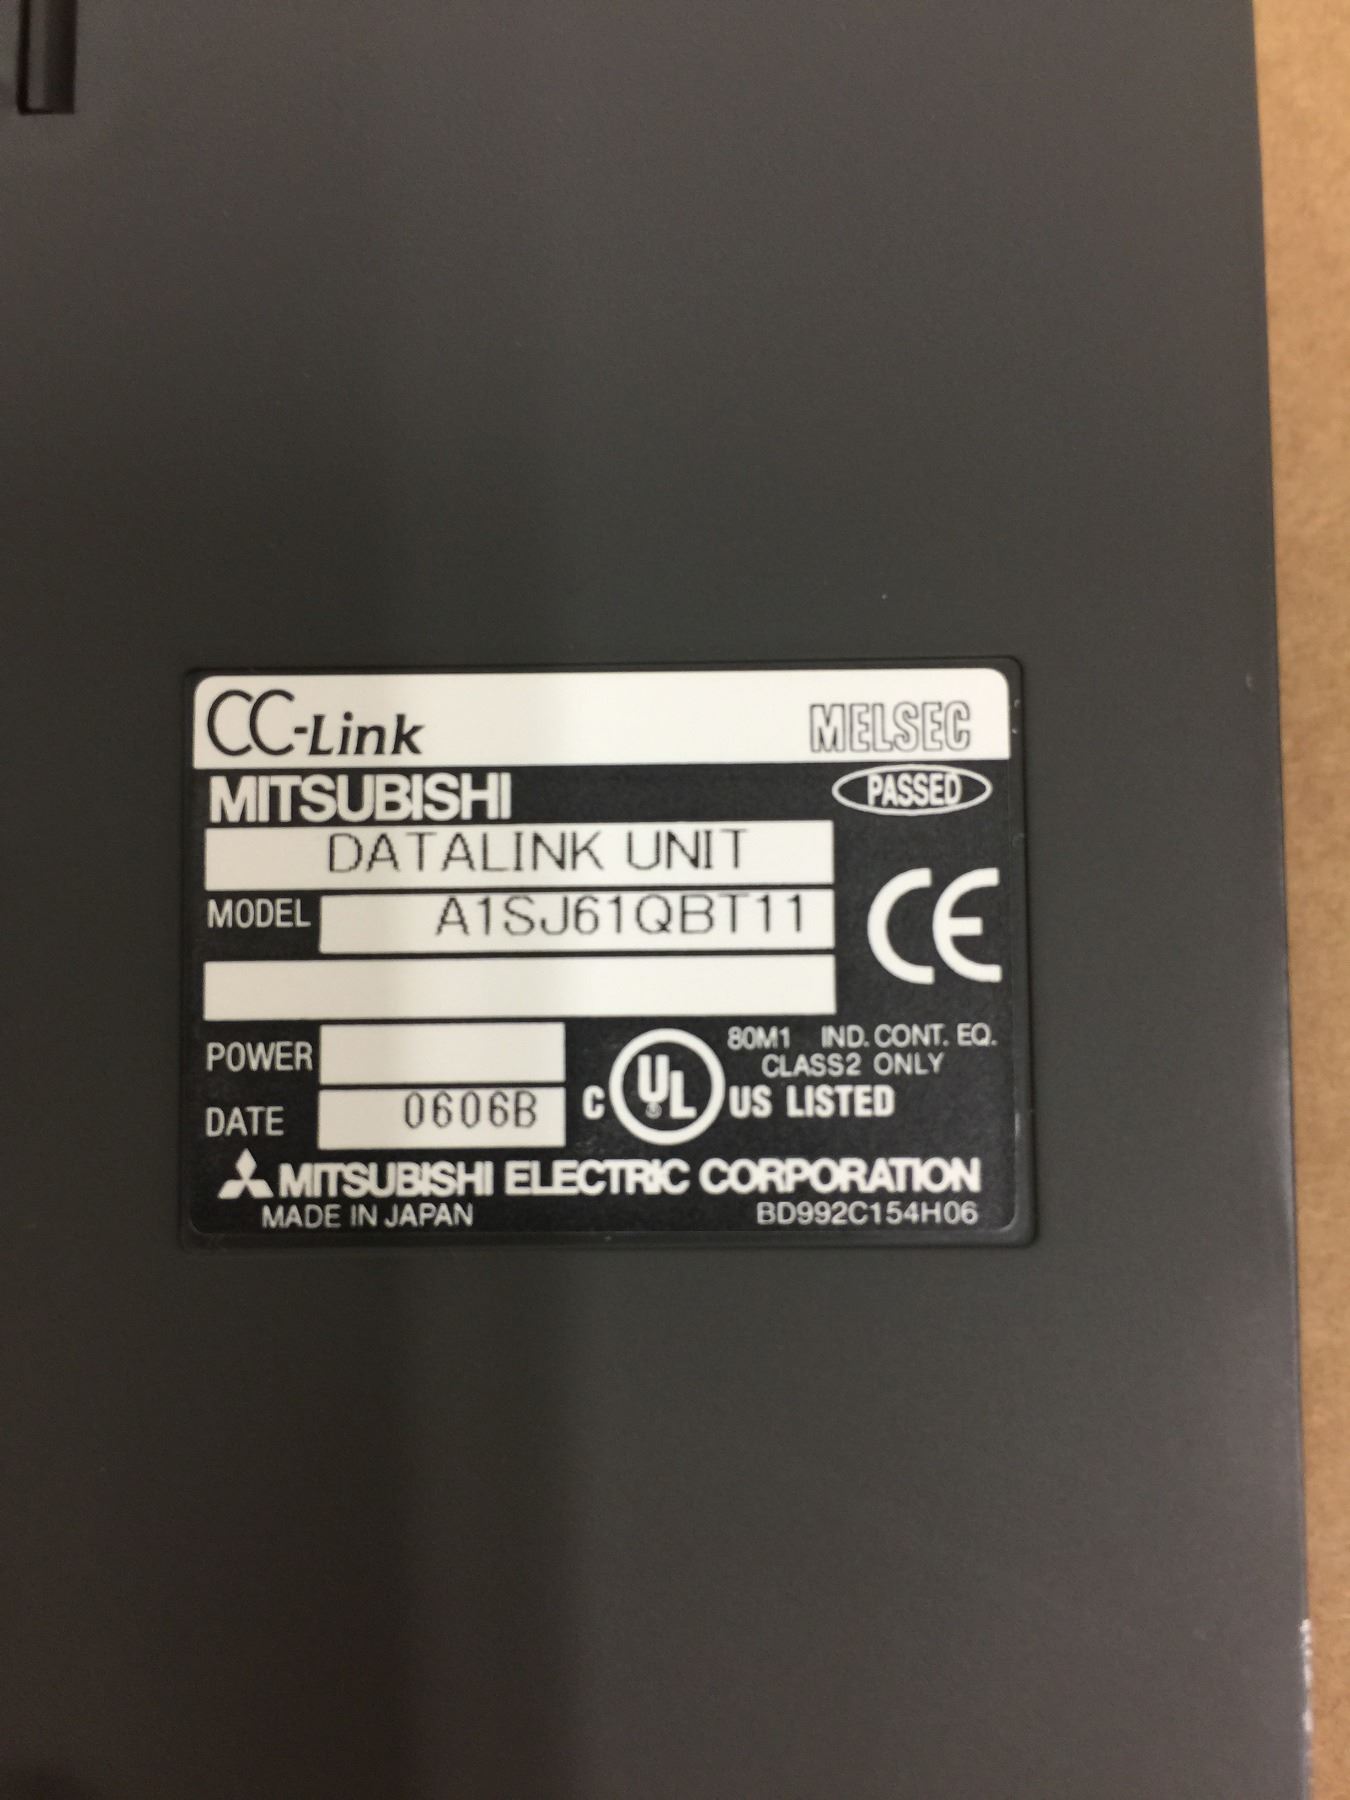 CC-Link MELSEC
MITSUBISHI PASSED
DATALINK UNIT
MODEL A1SJ61QBT11
CE
POWER
80M1 IND. CONT. EQ.
CLASS2 ONLY
DATE 0606B
C UL US LISTED
MITSUBISHI ELECTRIC CORPORATION
MADE IN JAPAN BD992C154H06